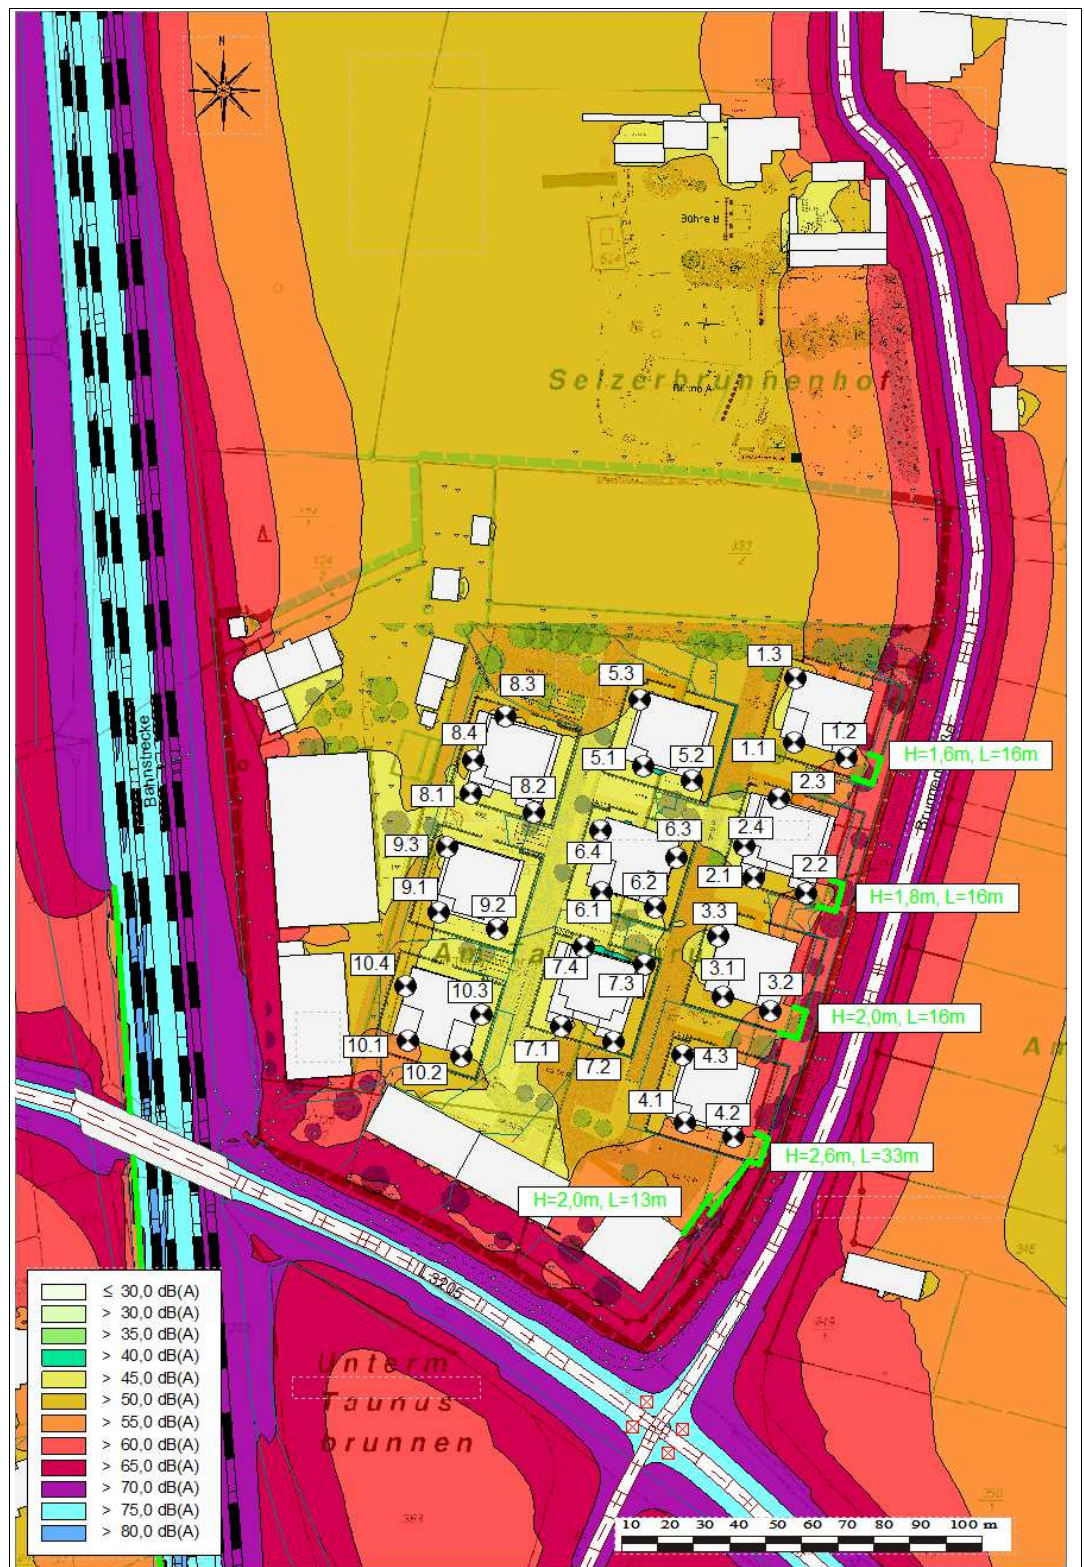 N
Bühne B
Selzerbrunnenhof
Bühne A
333
2
Bahnstrecke
1.3
5.3
8.3
8.4
1.2
1.1
5.1
5.2
H=1,6m, L=16m
2.3
8.1
8.2
6.3
2.4
9.3
6.4
2.2
2.1
9.1
6.2
H=1,8m, L=16m
6.1
9.2
3.3
10.4
7.4
3.1
7.3
3.2
10.3
H=2,0m, L=16m
10.1
7.1
4.3
10.2
7.2
4.1
4.2
H=2,6m, L=33m
H=2,0m, L=13m
L 3205
Unterm
Taunus
brunnen
≤ 30,0 dB(A)
> 30,0 dB(A)
> 35,0 dB(A)
> 40,0 dB(A)
> 45,0 dB(A)
> 50,0 dB(A)
> 55,0 dB(A)
> 60,0 dB(A)
> 65,0 dB(A)
> 70,0 dB(A)
> 75,0 dB(A)
> 80,0 dB(A)
10 20 30 40 50 60 70 80 90 100 m